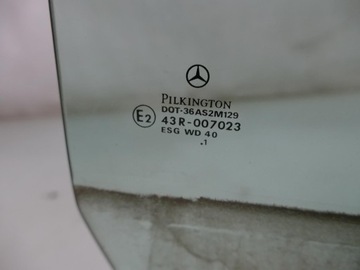 PILKINGTON
DOT-36AS2M129
E2 43R-007023
ESG WD 40
.1